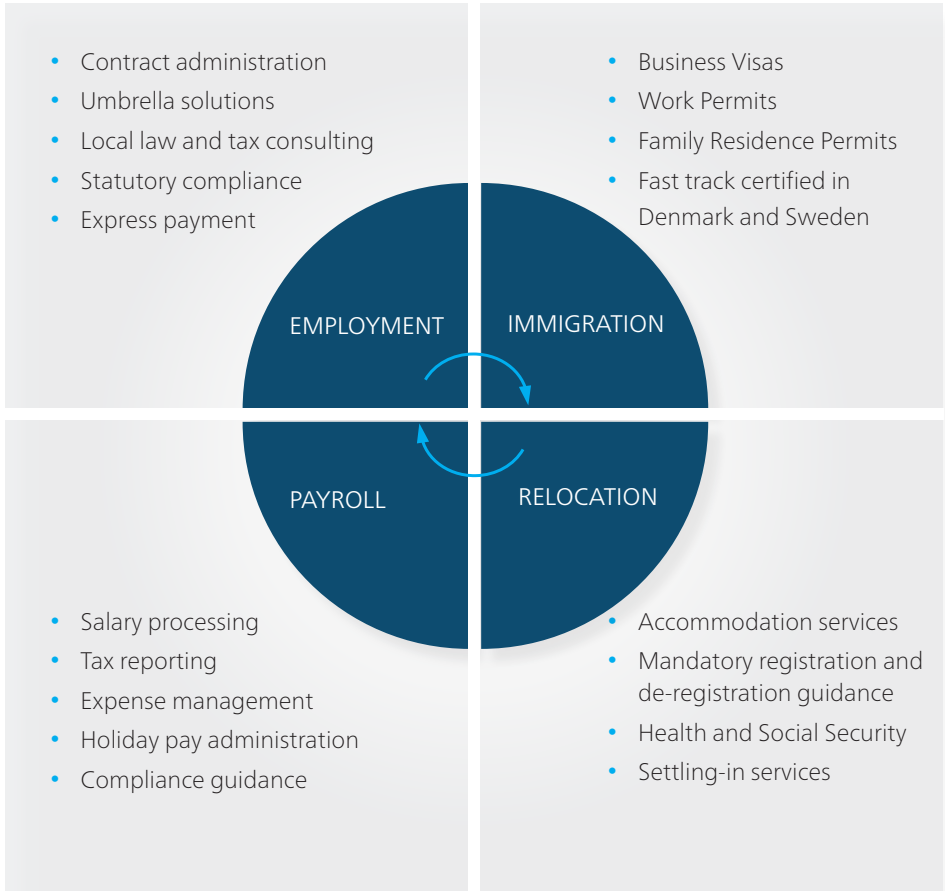 • Contract administration
• Umbrella solutions
• Local law and tax consulting
• Statutory compliance
• Express payment
EMPLOYMENT
• Business Visas
• Work Permits
• Family Residence Permits
• Fast track certified in
Denmark and Sweden
IMMIGRATION
PAYROLL
• Salary processing
• Tax reporting
• Expense management
• Holiday pay administration
• Compliance guidance
RELOCATION
• Accommodation services
• Mandatory registration and
de-registration guidance
• Health and Social Security
• Settling-in services